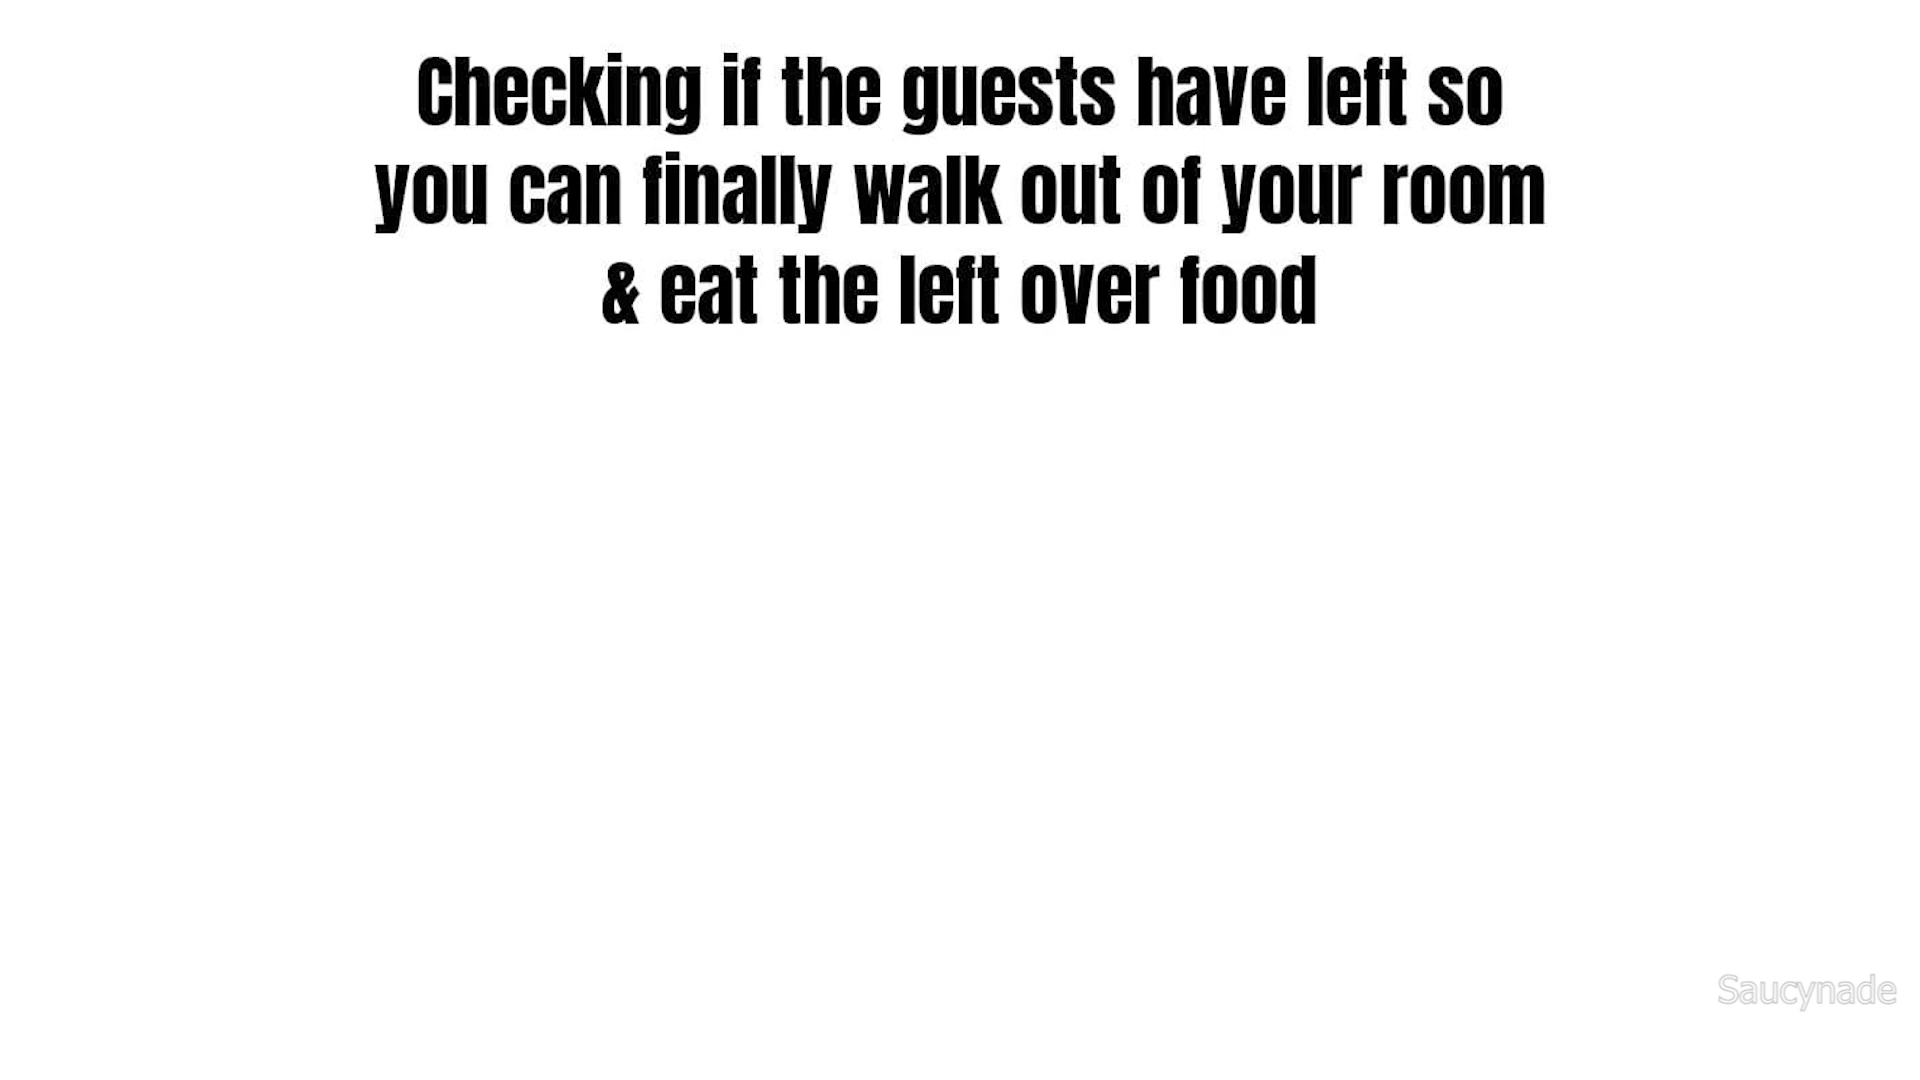 Checking if the guests have left so
you can finally walk out of your room
& eat the left over food
Saucynade